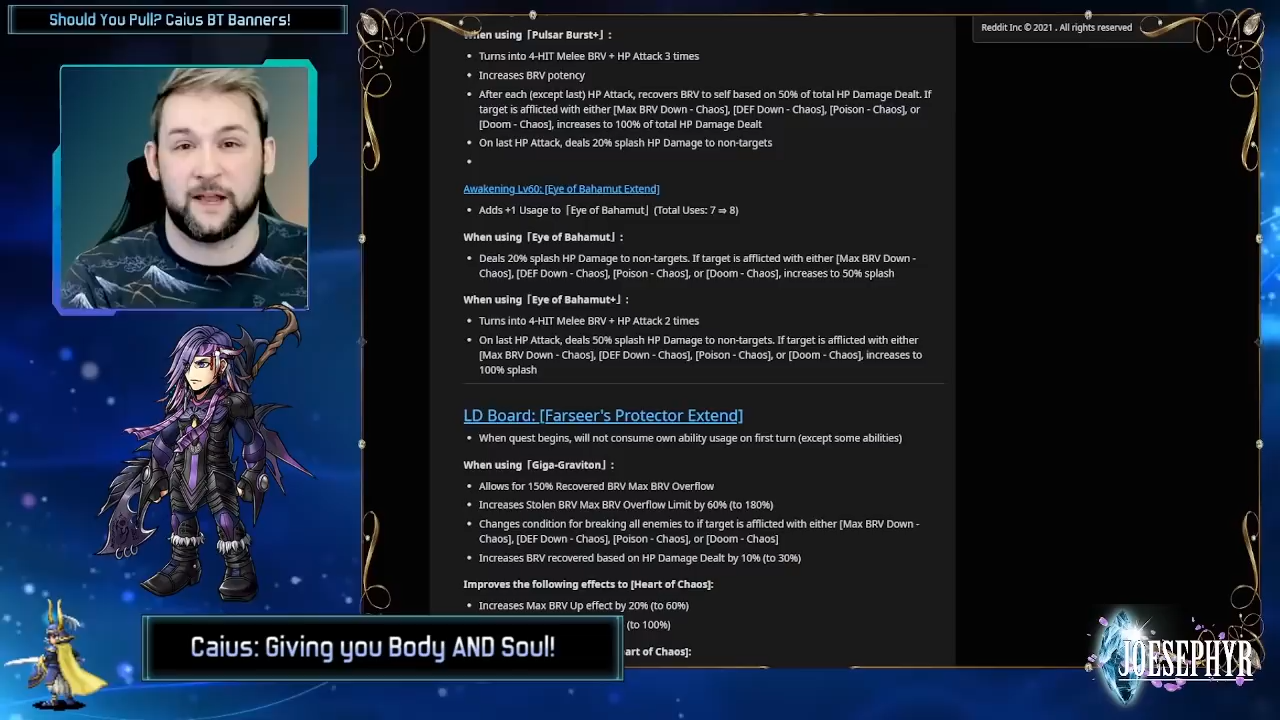 Should You Pull? Caius BT Banners!
Reddit Inc © 2021 . All rights reserved
When using「Pulsar Burst+」:
• Turns into 4-HIT Melee BRV + HP Attack 3 times
• Increases BRV potency
• After each (except last) HP Attack, recovers BRV to self based on 50% of total HP Damage Dealt. If
target is afflicted with either [Max BRV Down - Chaos], [DEF Down - Chaos], [Poison - Chaos], or
[Doom - Chaos], increases to 100% of total HP Damage Dealt
• On last HP Attack, deals 20% splash HP Damage to non-targets
•
Awakening Lv60: [Eye of Bahamut Extend]
• Adds +1 Usage to「Eye of Bahamut」(Total Uses: 7 ⇒ 8)
When using「Eye of Bahamut」:
• Deals 20% splash HP Damage to non-targets. If target is afflicted with either [Max BRV Down -
Chaos], [DEF Down - Chaos], [Poison - Chaos], or [Doom - Chaos], increases to 50% splash
When using「Eye of Bahamut+」:
• Turns into 4-HIT Melee BRV + HP Attack 2 times
• On last HP Attack, deals 50% splash HP Damage to non-targets. If target is afflicted with either
[Max BRV Down - Chaos], [DEF Down - Chaos], [Poison - Chaos], or [Doom - Chaos], increases to
100% splash
LD Board: [Farseer's Protector Extend]
• When quest begins, will not consume own ability usage on first turn (except some abilities)
When using「Giga-Graviton」:
• Allows for 150% Recovered BRV Max BRV Overflow
• Increases Stolen BRV Max BRV Overflow Limit by 60% (to 180%)
• Changes condition for breaking all enemies to if target is afflicted with either [Max BRV Down -
Chaos], [DEF Down - Chaos], [Poison - Chaos], or [Doom - Chaos]
• Increases BRV recovered based on HP Damage Dealt by 10% (to 30%)
Improves the following effects to [Heart of Chaos]:
• Increases Max BRV Up effect by 20% (to 60%)
(to 100%)
art of Chaos]:
Caius: Giving you Body AND Soul!
JOESEPHYR